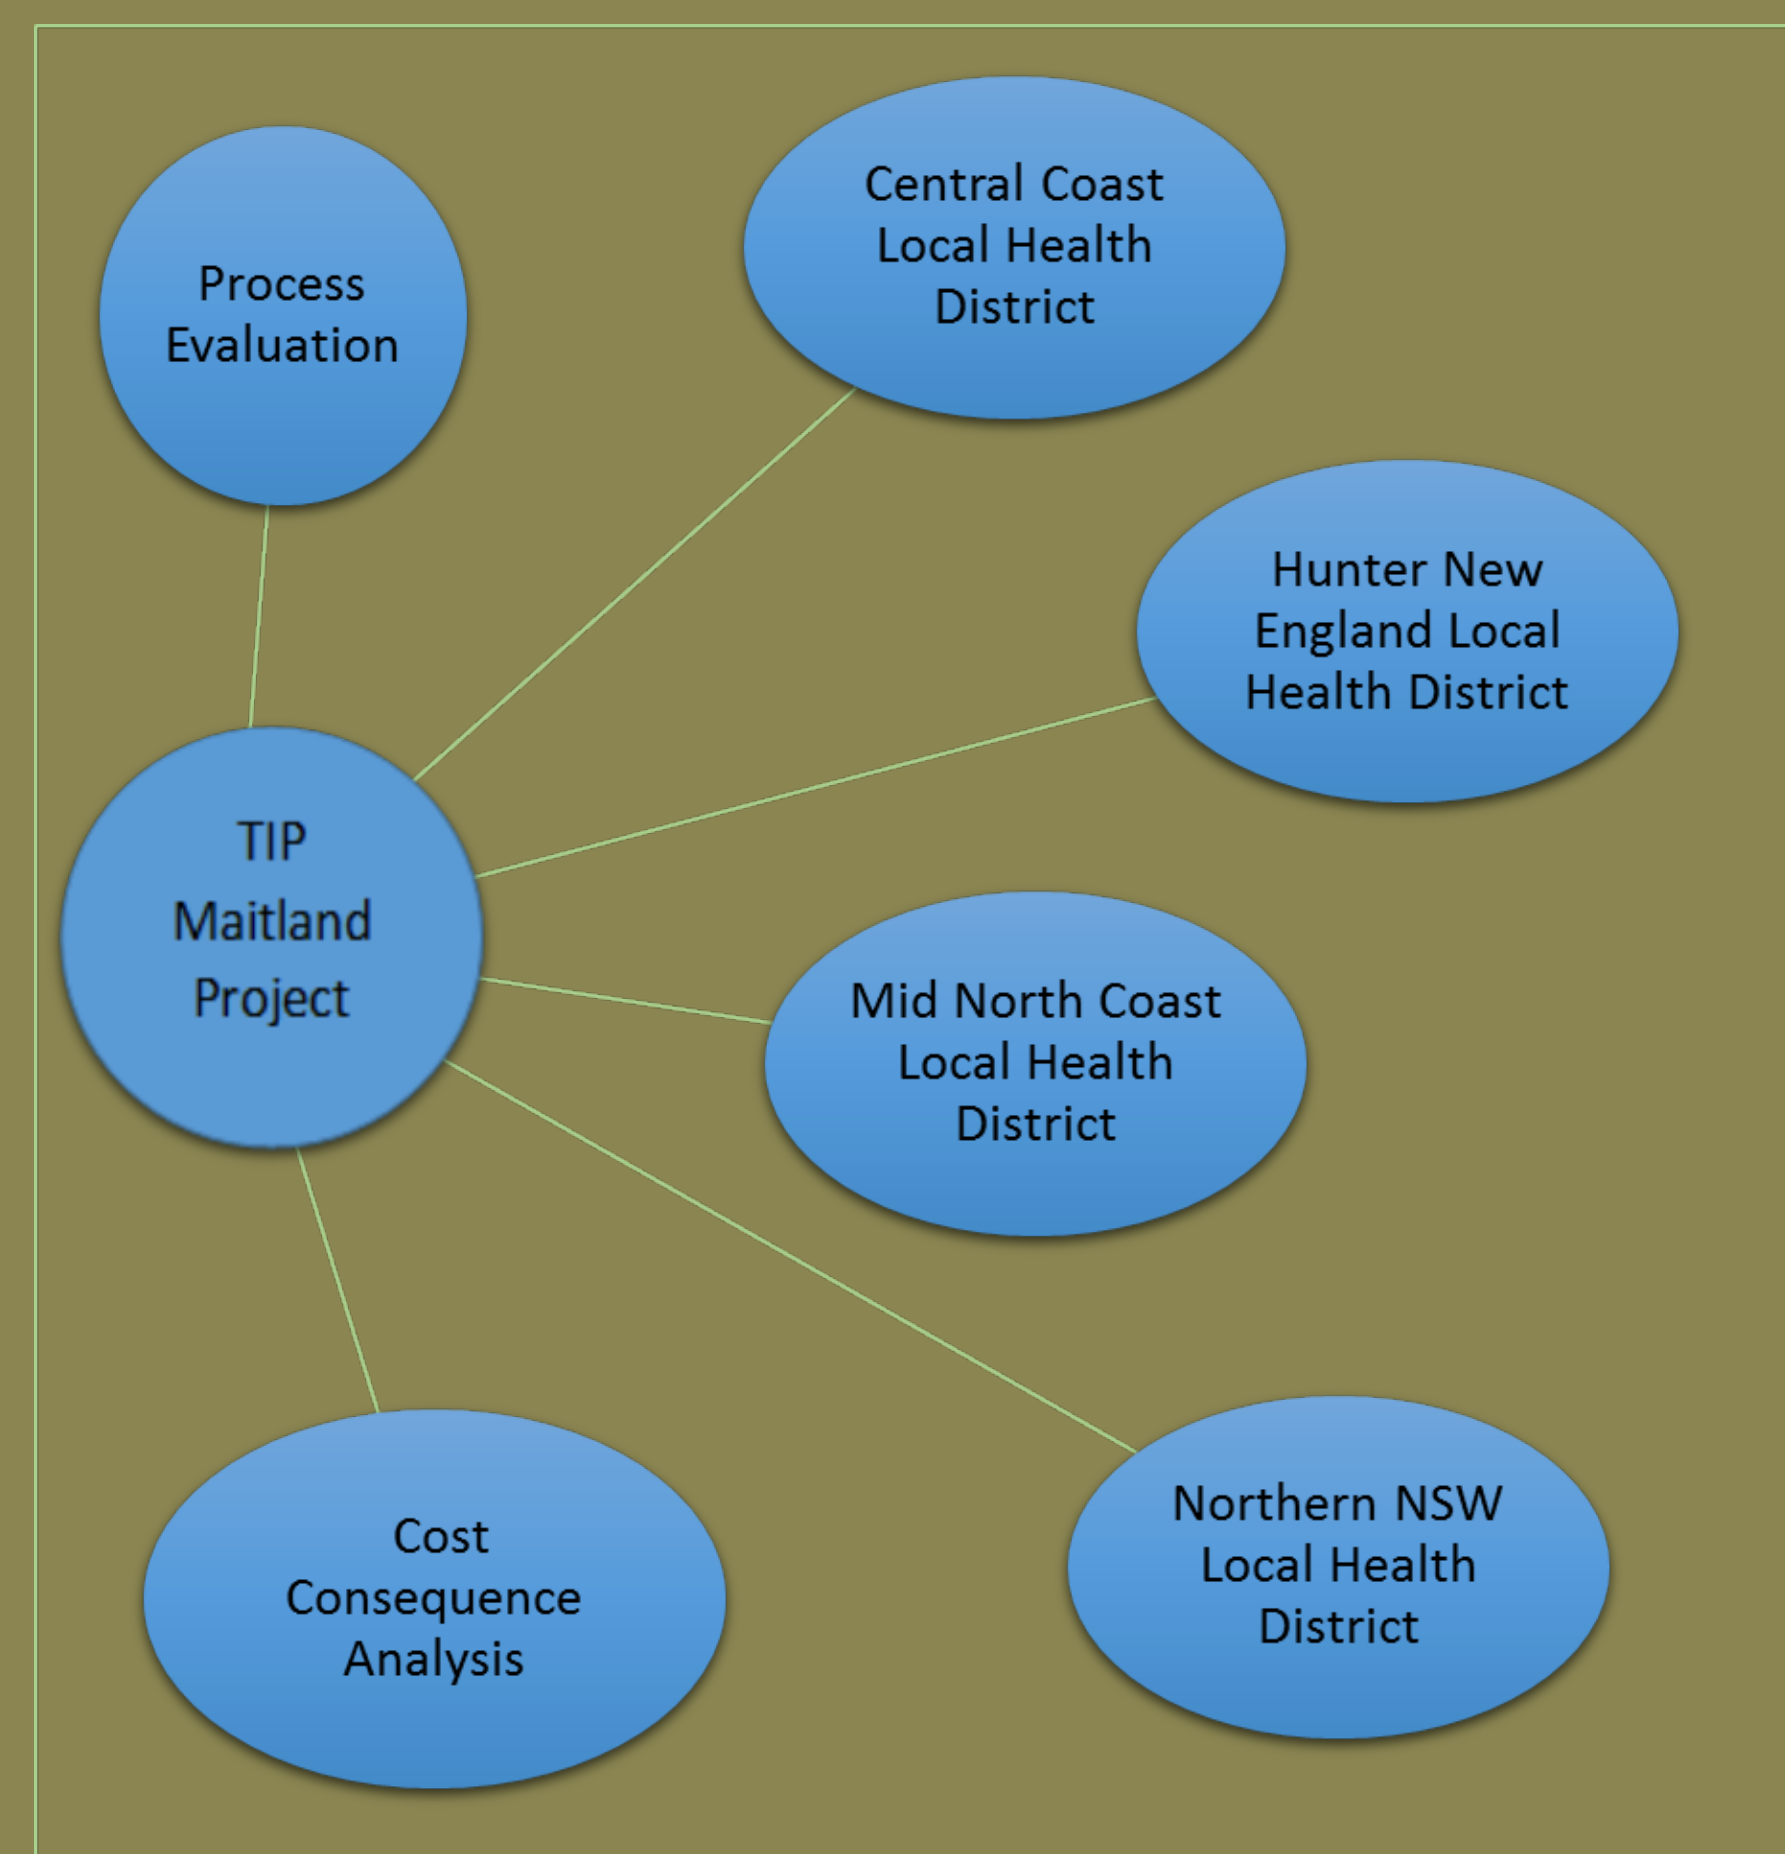 Process
Evaluation
Central Coast
Local Health
District
Hunter New
England Local
Health District
TIP
Maitland
Project
Mid North Coast
Local Health
District
Northern NSW
Local Health
District
Cost
Consequence
Analysis